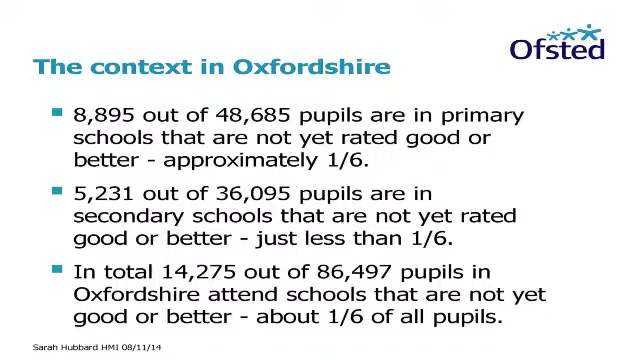 Ofsted
The context in Oxfordshire
8,895 out of 48,685 pupils are in primary
schools that are not yet rated good or
better - approximately 1/6.
5,231 out of 36,095 pupils are in
secondary schools that are not yet rated
good or better - just less than 1/6.
In total 14,275 out of 86,497 pupils in
Oxfordshire attend schools that are not yet
good or better - about 1/6 of all pupils.
Sarah Hubbard HMI 08/11/14